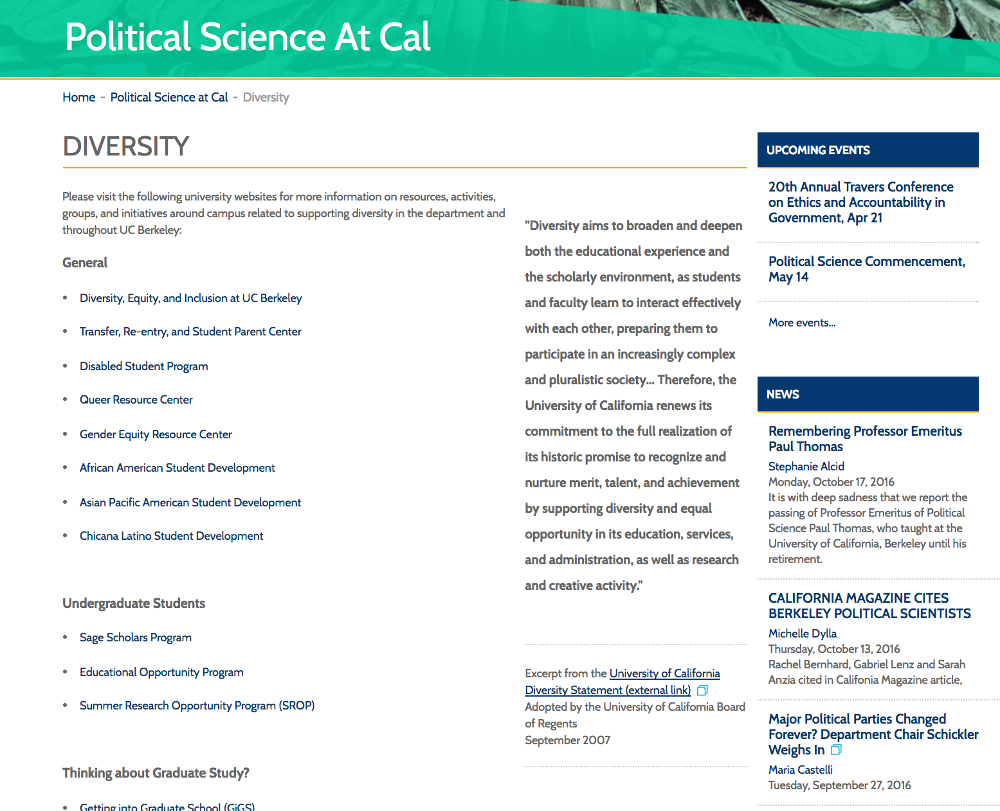 Political Science At Cal
Home - Political Science at Cal - Diversity
DIVERSITY
Please visit the following university websites for more information on resources, activities,
groups, and initiatives around campus related to supporting diversity in the department and
throughout UC Berkeley:
General
• Diversity, Equity, and Inclusion at UC Berkeley
• Transfer, Re-entry, and Student Parent Center
• Disabled Student Program
• Queer Resource Center
• Gender Equity Resource Center
• African American Student Development
• Asian Pacific American Student Development
• Chicana Latino Student Development
Undergraduate Students
• Sage Scholars Program
• Educational Opportunity Program
• Summer Research Opportunity Program (SROP)
Thinking about Graduate Study?
• Getting into Graduate School (GiGS)
"Diversity aims to broaden and deepen
both the educational experience and
the scholarly environment, as students
and faculty learn to interact effectively
with each other, preparing them to
participate in an increasingly complex
and pluralistic society... Therefore, the
University of California renews its
commitment to the full realization of
its historic promise to recognize and
nurture merit, talent, and achievement
by supporting diversity and equal
opportunity in its education, services,
and administration, as well as research
and creative activity."
Excerpt from the University of California
Diversity Statement (external link)
Adopted by the University of California Board
of Regents
September 2007
UPCOMING EVENTS
20th Annual Travers Conference
on Ethics and Accountability in
Government, Apr 21
Political Science Commencement,
May 14
More events...
NEWS
Remembering Professor Emeritus
Paul Thomas
Stephanie Alcid
Monday, October 17, 2016
It is with deep sadness that we report the
passing of Professor Emeritus of Political
Science Paul Thomas, who taught at the
University of California, Berkeley until his
retirement.
CALIFORNIA MAGAZINE CITES
BERKELEY POLITICAL SCIENTISTS
Michelle Dylla
Thursday, October 13, 2016
Rachel Bernhard, Gabriel Lenz and Sarah
Anzia cited in Califonia Magazine article,
Major Political Parties Changed
Forever? Department Chair Schickler
Weighs In
Maria Castelli
Tuesday, September 27, 2016